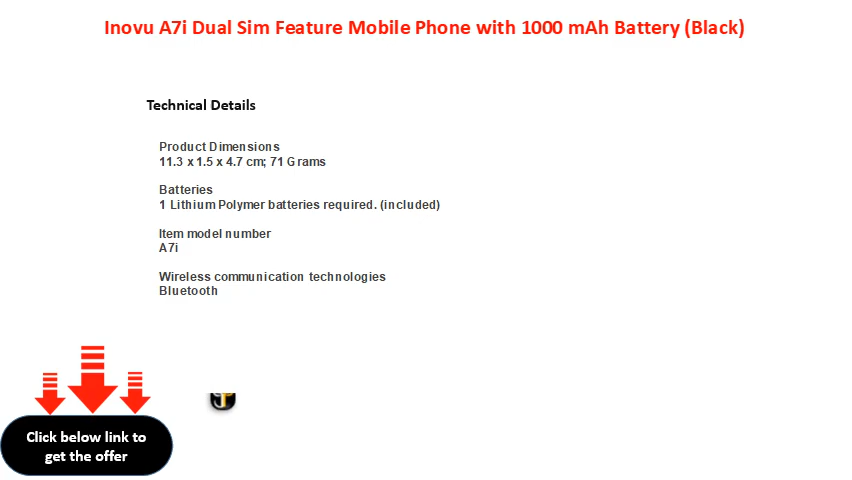 Inovu A7i Dual Sim Feature Mobile Phone with 1000 mAh Battery (Black)
Technical Details
Product Dimensions
11.3 x 1.5 x 4.7 cm; 71 Grams
Batteries
1 Lithium Polymer batteries required. (included)
Item model number
A7i
Wireless communication technologies
Bluetooth
Click below link to
get the offer